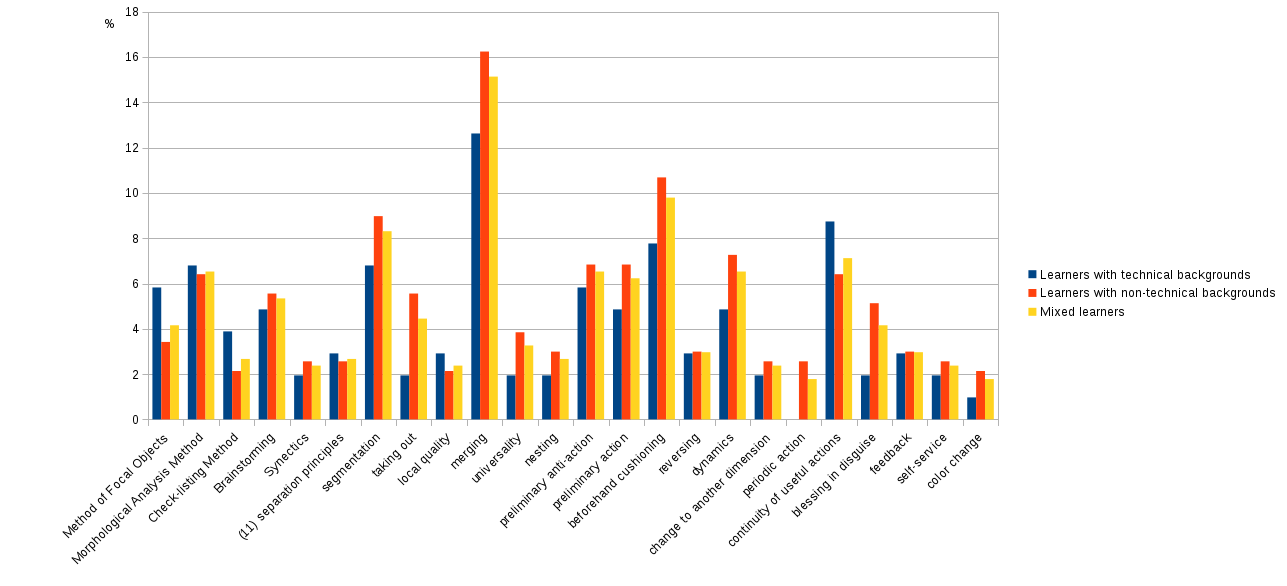 %
18
16
14
12
10
8
6
4
2
0
Method of Focal Objects
Morphological Analysis Method
Check-listing Method
Brainstorming
Synectics
(11) separation principles
segmentation
taking out
local quality
merging
universality
nesting
preliminary anti-action
preliminary action
beforehand cushioning
reversing
dynamics
change to another dimension
periodic action
continuity of useful actions
blessing in disguise
feedback
self-service
color change
Learners with technical backgrounds
Learners with non-technical backgrounds
Mixed learners